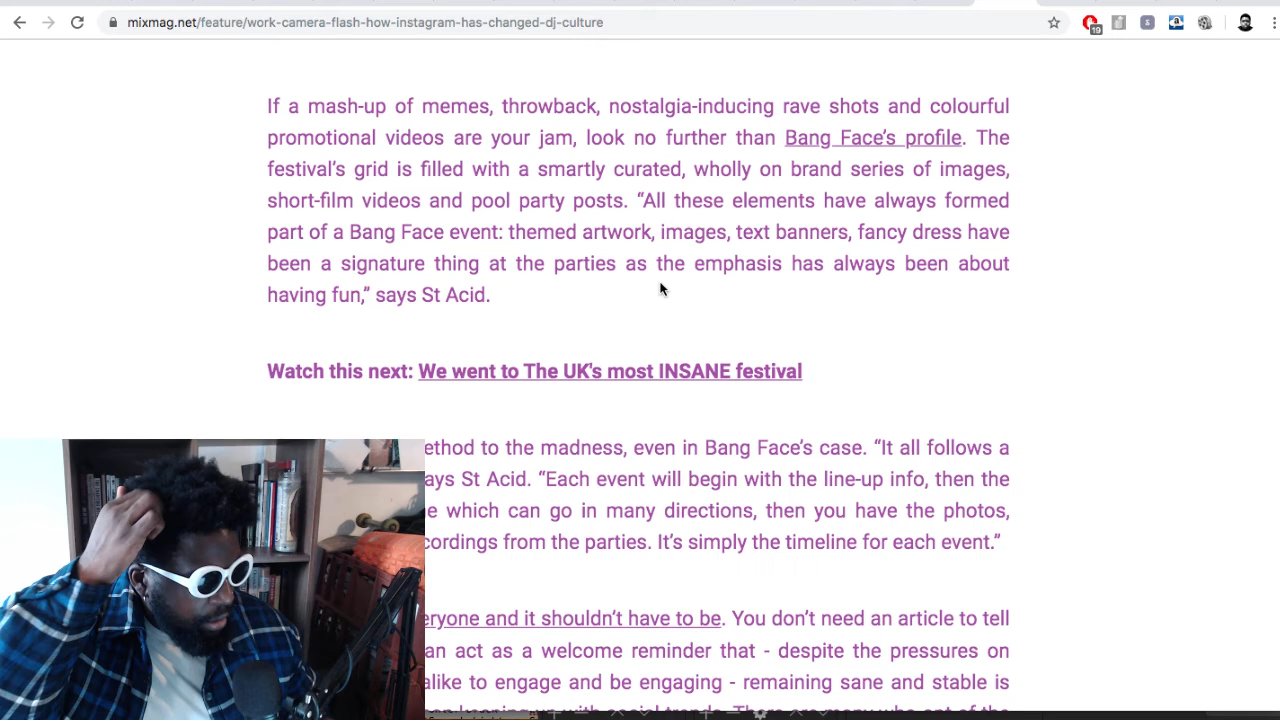 mixmag.net/feature/work-camera-flash-how-instagram-has-changed-dj-culture
19
If a mash-up of memes, throwback, nostalgia-inducing rave shots and colourful
promotional videos are your jam, look no further than Bang Face’s profile. The
festival’s grid is filled with a smartly curated, wholly on brand series of images,
short-film videos and pool party posts. “All these elements have always formed
part of a Bang Face event: themed artwork, images, text banners, fancy dress have
been a signature thing at the parties as the emphasis has always been about
having fun,” says St Acid.
Watch this next: We went to The UK's most INSANE festival
ethod to the madness, even in Bang Face’s case. “It all follows a
ays St Acid. “Each event will begin with the line-up info, then the
e which can go in many directions, then you have the photos,
cordings from the parties. It’s simply the timeline for each event.”
eryone and it shouldn’t have to be. You don’t need an article to tell
an act as a welcome reminder that - despite the pressures on
alike to engage and be engaging - remaining sane and stable is